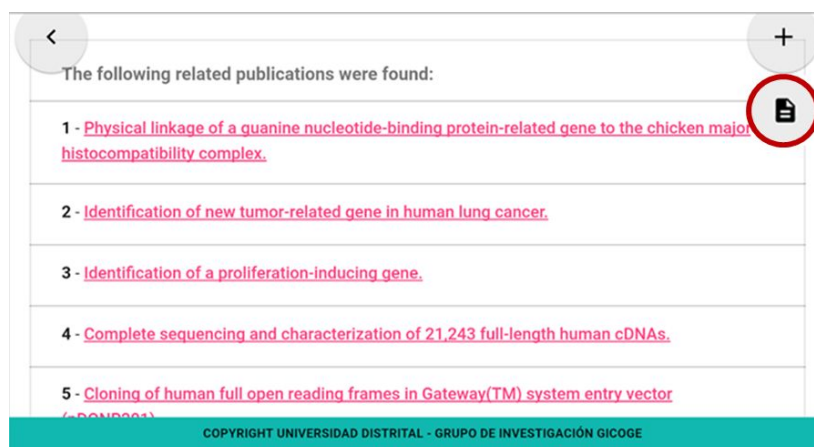 The following related publications were found:
1 - Physical linkage of a guanine nucleotide-binding protein-related gene to the chicken major
histocompatibility complex.
2 - Identification of new tumor-related gene in human lung cancer.
3 - Identification of a proliferation-inducing gene.
4 - Complete sequencing and characterization of 21,243 full-length human cDNAs.
5 - Cloning of human full open reading frames in Gateway(TM) system entry vector
COPYRIGHT UNIVERSIDAD DISTRITAL - GRUPO DE INVESTIGACIÓN GICOGE